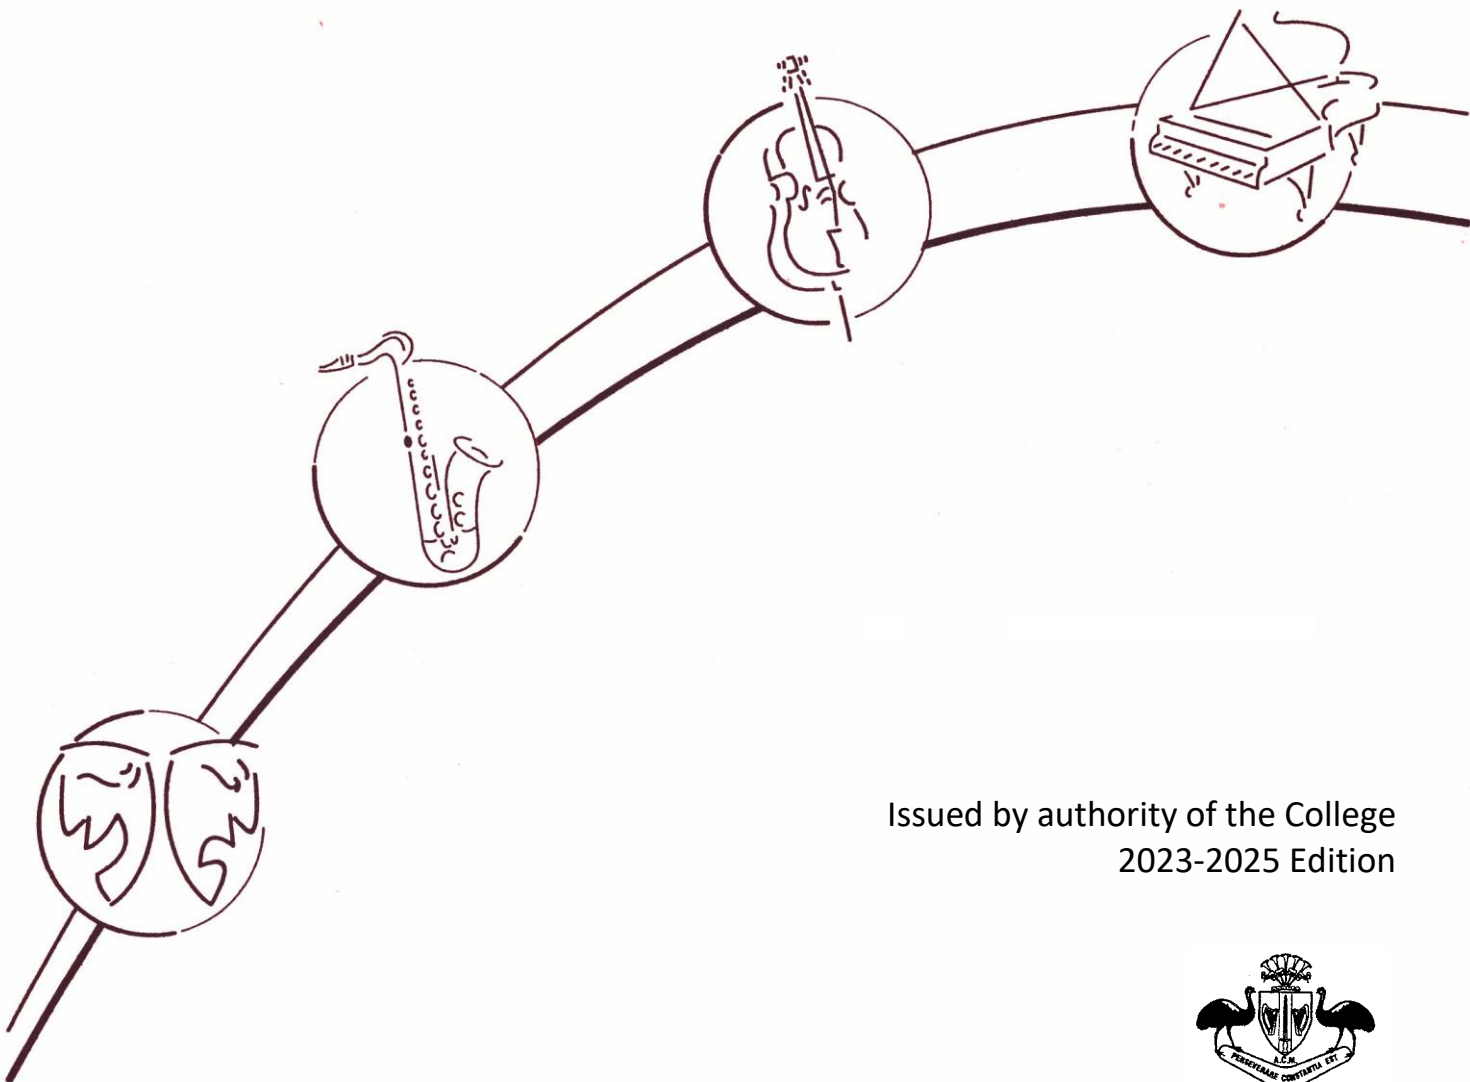 Issued by authority of the College
2023-2025 Edition
A.C.M.
PERSEVERARE CONSTANTIA EST